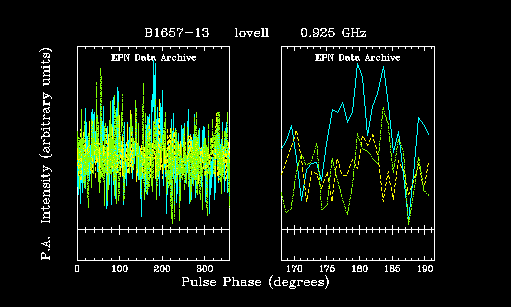 B1657-13 lovell 0.925 GHz
EPN Data Archive EPN Data Archive
P.A. Intensity (arbitrary units)
0 100 200 300 170 175 180 185 190
Pulse Phase (degrees)